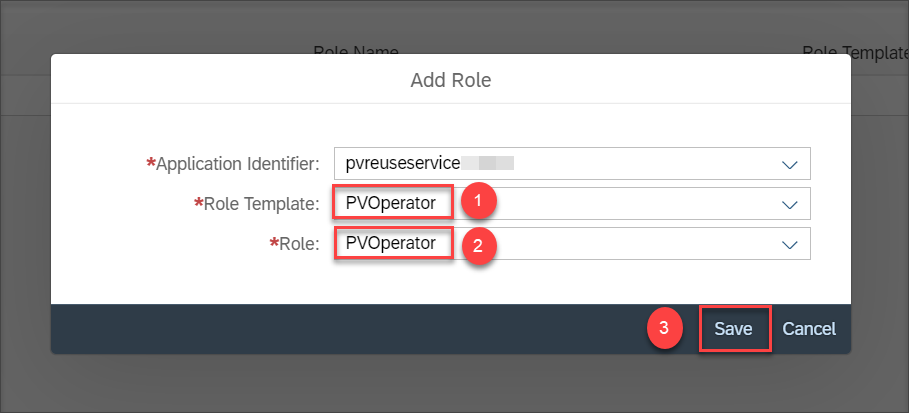 Role Name Role Template
Add Role
*Application Identifier: pvreuseservice
*Role Template: PVOperator 1
*Role: PVOperator 2
3 Save Cancel